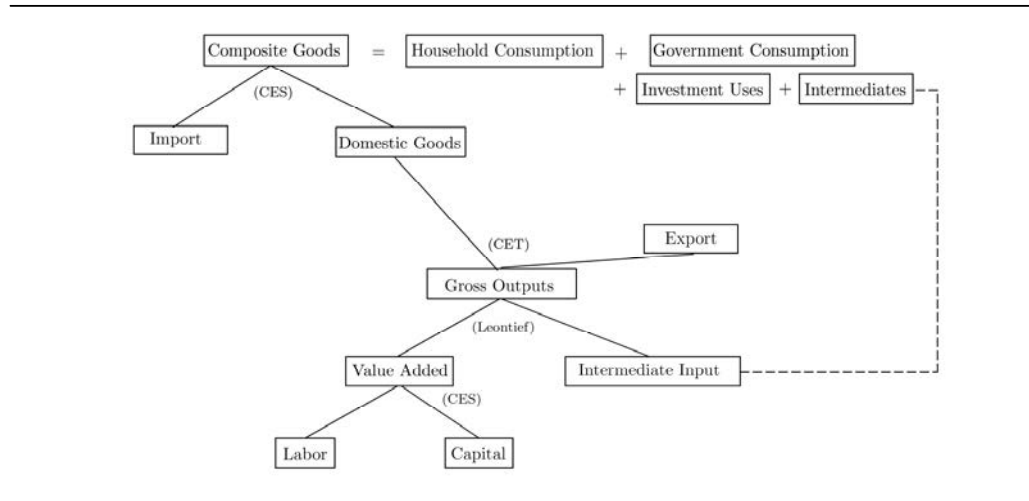 Composite Goods = Household Consumption + Government Consumption
+ Investment Uses + Intermediates
(CES)
Import
Domestic Goods
(CET)
Export
Gross Outputs
(Leontief)
Value Added
Intermediate Input
(CES)
Labor
Capital